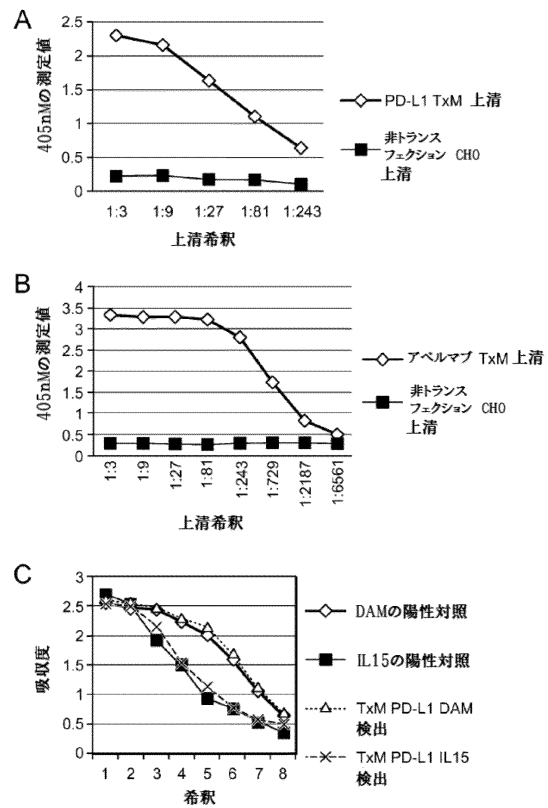 A
405nMの測定値
2.5
2
1.5
1
0.5
0
1:3 1:9 1:27 1:81 1:243
上清希釈
PD-L1 TxM 上清
非トランス
フェクション CHO
上清
B
405nMの測定値
4
3.5
3
2.5
2
1.5
1
0.5
0
1:3 1:9 1:27 1:81 1:243 1:729 1:2187 1:6561
上清希釈
アベルマブ TxM 上清
非トランス
フェクション CHO
上清
C
吸収度
3
2.5
2
1.5
1
0.5
0
1 2 3 4 5 6 7 8
希釈
DAMの陽性対照
IL15の陽性対照
TxM PD-L1 DAM
検出
TxM PD-L1 IL15
検出